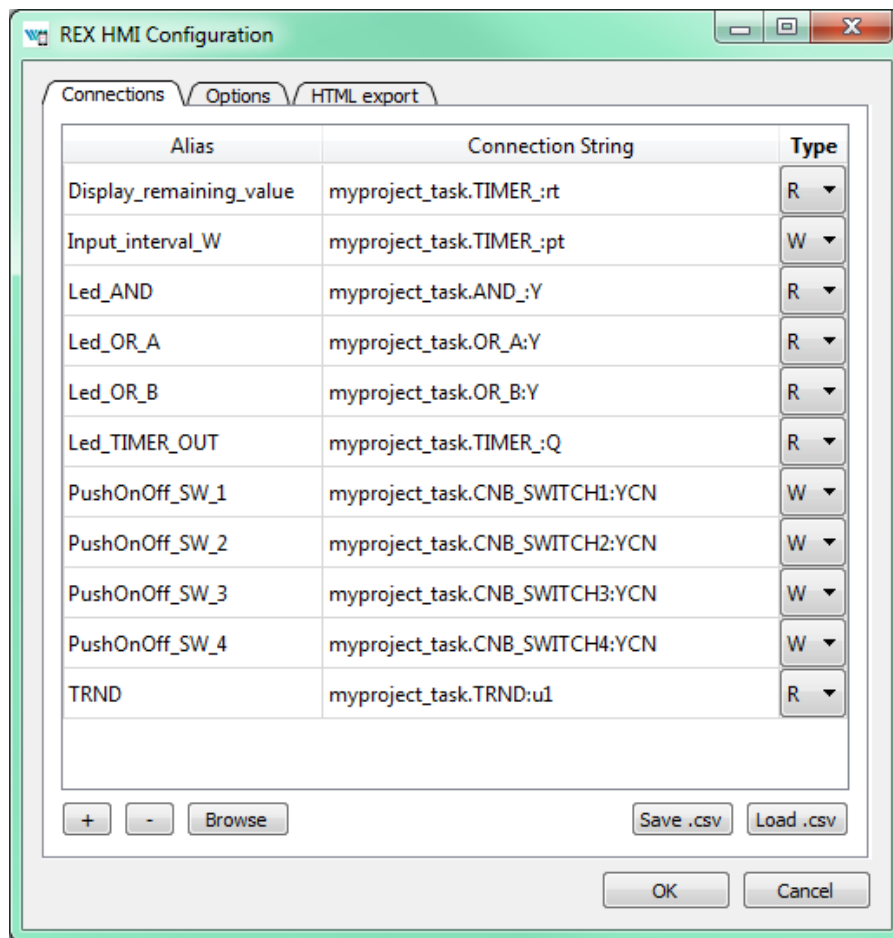 REX HMI Configuration
Connections Options HTML export
Alias Connection String Type
Display_remaining_value myproject_task.TIMER_:rt R
Input_interval_W myproject_task.TIMER_:pt W
Led_AND myproject_task.AND_:Y R
Led_OR_A myproject_task.OR_A:Y R
Led_OR_B myproject_task.OR_B:Y R
Led_TIMER_OUT myproject_task.TIMER_:Q R
PushOnOff_SW_1 myproject_task.CNB_SWITCH1:YCN W
PushOnOff_SW_2 myproject_task.CNB_SWITCH2:YCN W
PushOnOff_SW_3 myproject_task.CNB_SWITCH3:YCN W
PushOnOff_SW_4 myproject_task.CNB_SWITCH4:YCN W
TRND myproject_task.TRND:u1 R
+ - Browse Save .csv Load .csv
OK Cancel